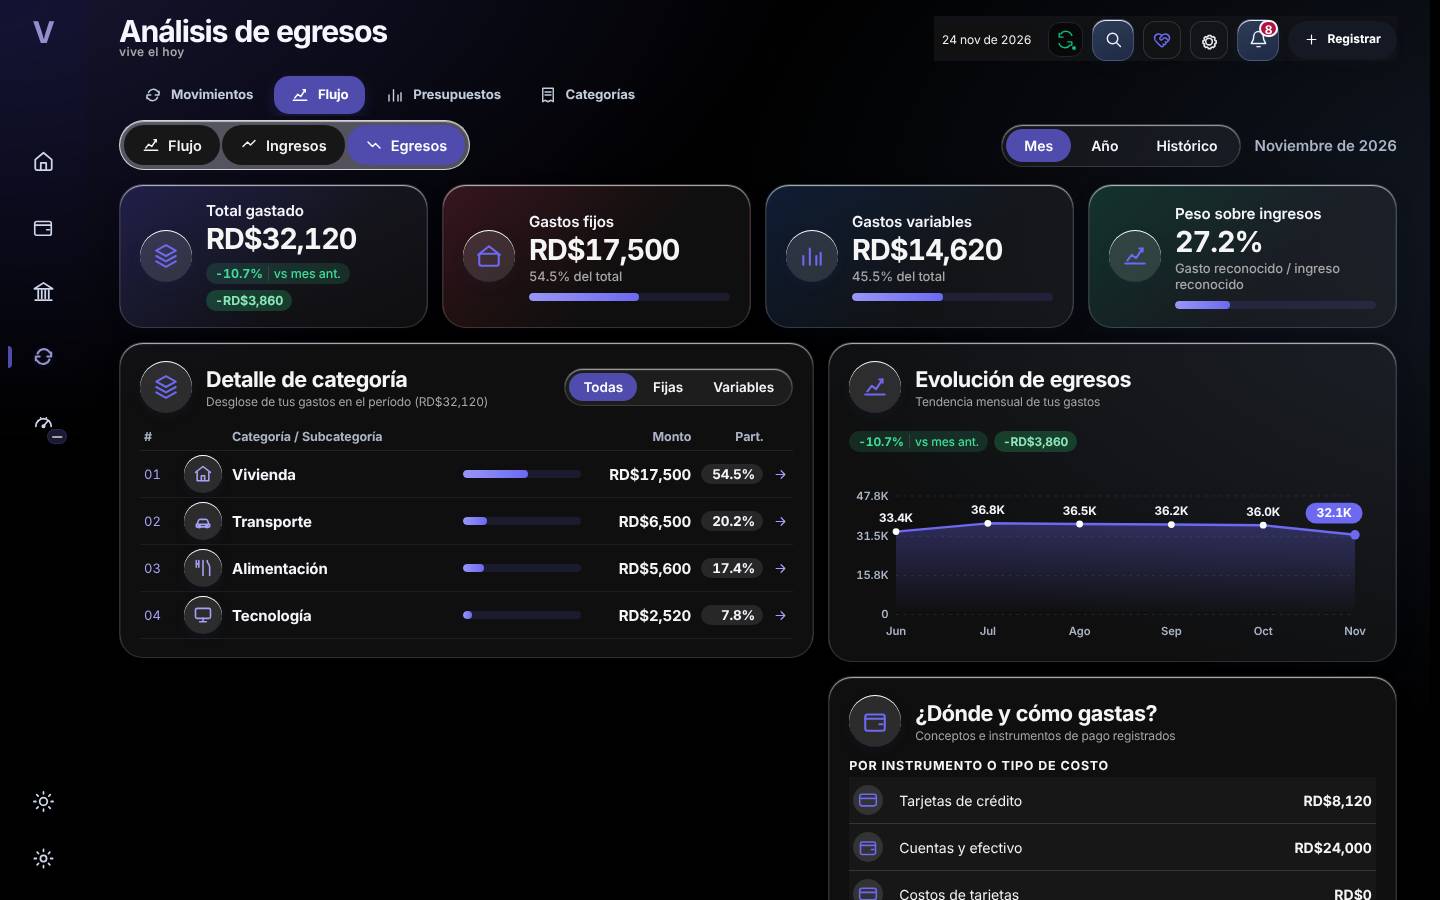 V
Análisis de egresos
vive el hoy
24 nov de 2026
8
Registrar
Movimientos
Flujo
Presupuestos
Categorías
Flujo
Ingresos
Egresos
Mes
Año
Histórico
Noviembre de 2026
Total gastado
RD$32,120
-10.7% vs mes ant.
-RD$3,860
Gastos fijos
RD$17,500
54.5% del total
Gastos variables
RD$14,620
45.5% del total
Peso sobre ingresos
27.2%
Gasto reconocido / ingreso
reconocido
Detalle de categoría
Desglose de tus gastos en el período (RD$32,120)
Todas
Fijas
Variables
# Categoría / Subcategoría Monto Part.
01 Vivienda RD$17,500 54.5% →
02 Transporte RD$6,500 20.2% →
03 Alimentación RD$5,600 17.4% →
04 Tecnología RD$2,520 7.8% →
Evolución de egresos
Tendencia mensual de tus gastos
-10.7% vs mes ant. -RD$3,860
47.8K
31.5K
15.8K
0
33.4K
36.8K
36.5K
36.2K
36.0K
32.1K
Jun
Jul
Ago
Sep
Oct
Nov
¿Dónde y cómo gastas?
Conceptos e instrumentos de pago registrados
POR INSTRUMENTO O TIPO DE COSTO
Tarjetas de crédito RD$8,120
Cuentas y efectivo RD$24,000
Costos de tarjetas RD$0